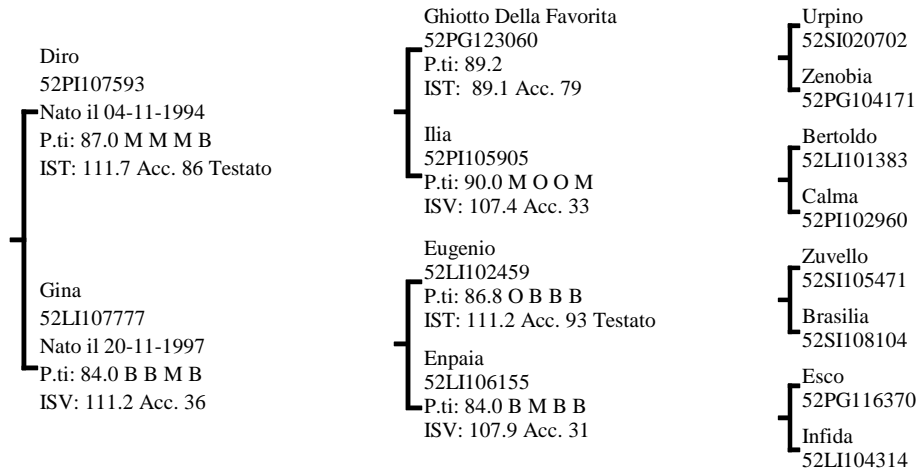 Diro
52PI107593
Nato il 04-11-1994
P.ti: 87.0 M M M B
IST: 111.7 Acc. 86 Testato
Gina
52LI107777
Nato il 20-11-1997
P.ti: 84.0 B B M B
ISV: 111.2 Acc. 36
Ghiotto Della Favorita
52PG123060
P.ti: 89.2
IST: 89.1 Acc. 79
Ilia
52PI105905
P.ti: 90.0 M O O M
ISV: 107.4 Acc. 33
Eugenio
52LI102459
P.ti: 86.8 O B B B
IST: 111.2 Acc. 93 Testato
Enpaia
52LI106155
P.ti: 84.0 B M B B
ISV: 107.9 Acc. 31
Urpino
52SI020702
Zenobia
52PG104171
Bertoldo
52LI101383
Calma
52PI102960
Zuvello
52SI105471
Brasilia
52SI108104
Esco
52PG116370
Infida
52LI104314